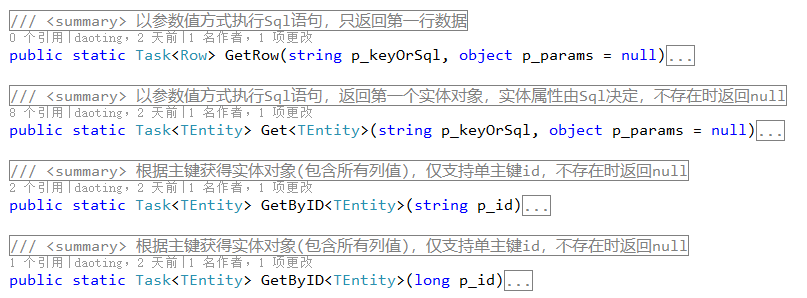 /// <summary> 以参数值方式执行Sql语句，只返回第一行数据
0 个引用|daoting，2 天前|1 名作者，1 项更改
public static Task<Row> GetRow(string p_keyOrSql, object p_params = null)...
/// <summary> 以参数值方式执行Sql语句，返回第一个实体对象，实体属性由Sql决定，不存在时返回null
8 个引用|daoting，2 天前|1 名作者，1 项更改
public static Task<TEntity> Get<TEntity>(string p_keyOrSql, object p_params = null)...
/// <summary> 根据主键获得实体对象(包含所有列值)，仅支持单主键id，不存在时返回null
2 个引用|daoting，2 天前|1 名作者，1 项更改
public static Task<TEntity> GetByID<TEntity>(string p_id)...
/// <summary> 根据主键获得实体对象(包含所有列值)，仅支持单主键id，不存在时返回null
1 个引用|daoting，2 天前|1 名作者，1 项更改
public static Task<TEntity> GetByID<TEntity>(long p_id)...